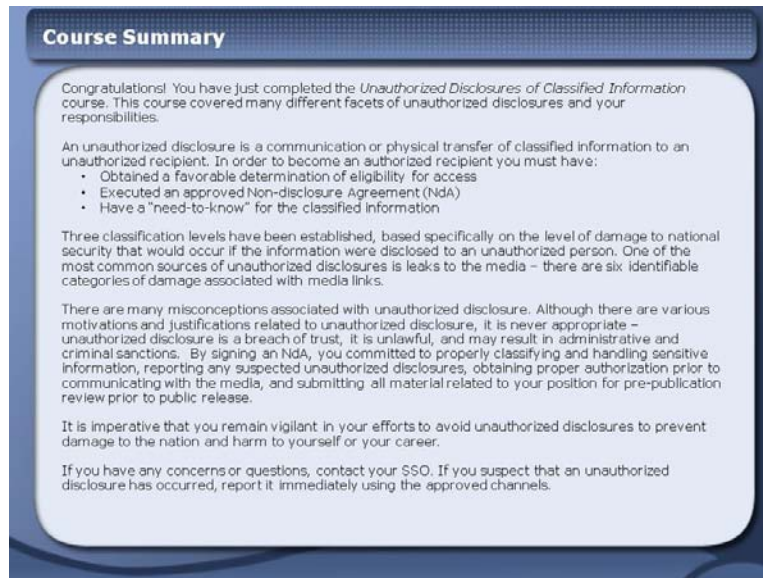 Course Summary
Congratulations! You have just completed the Unauthorized Disclosures of Classified Information
course. This course covered many different facets of unauthorized disclosures and your
responsibilities.
An unauthorized disclosure is a communication or physical transfer of classified information to an
unauthorized recipient. In order to become an authorized recipient you must have:
• Obtained a favorable determination of eligibility for access
• Executed an approved Non-disclosure Agreement (NdA)
• Have a "need-to-know" for the classified information
Three classification levels have been established, based specifically on the level of damage to national
security that would occur if the information were disclosed to an unauthorized person. One of the
most common sources of unauthorized disclosures is leaks to the media – there are six identifiable
categories of damage associated with media links.
There are many misconceptions associated with unauthorized disclosure. Although there are various
motivations and justifications related to unauthorized disclosure, it is never appropriate –
unauthorized disclosure is a breach of trust, it is unlawful, and may result in administrative and
criminal sanctions. By signing an NdA, you committed to properly classifying and handling sensitive
information, reporting any suspected unauthorized disclosures, obtaining proper authorization prior to
communicating with the media, and submitting all material related to your position for pre-publication
review prior to public release.
It is imperative that you remain vigilant in your efforts to avoid unauthorized disclosures to prevent
damage to the nation and harm to yourself or your career.
If you have any concerns or questions, contact your SSO. If you suspect that an unauthorized
disclosure has occurred, report it immediately using the approved channels.